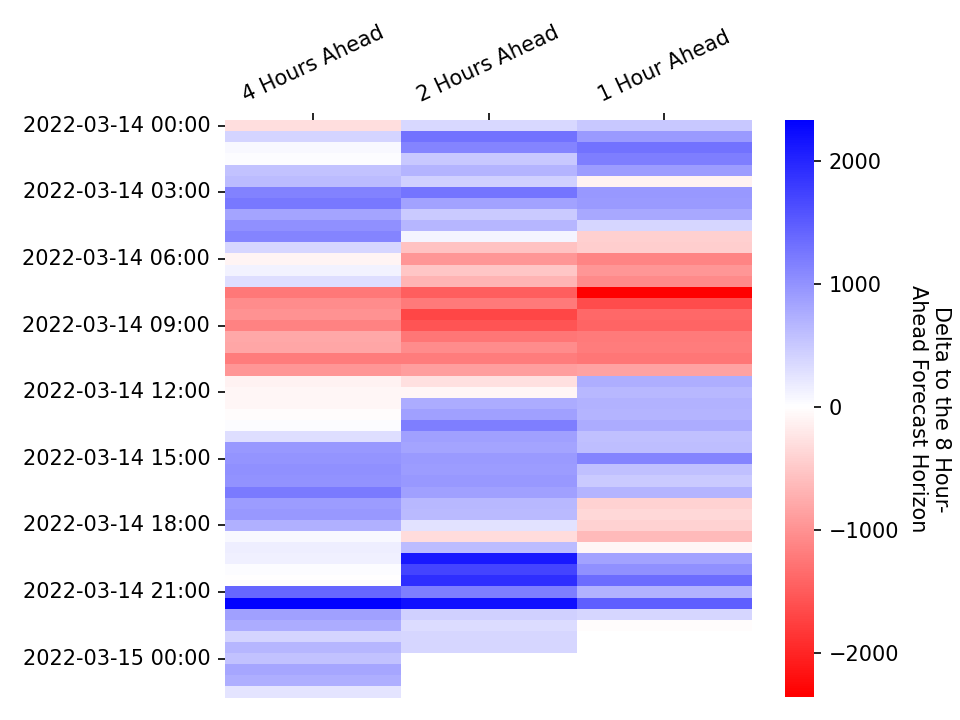 4 Hours Ahead
2 Hours Ahead
1 Hour Ahead
2022-03-14 00:00
2022-03-14 03:00
2022-03-14 06:00
2022-03-14 09:00
2022-03-14 12:00
2022-03-14 15:00
2022-03-14 18:00
2022-03-14 21:00
2022-03-15 00:00
2000
1000
0
−1000
−2000
Delta to the 8 Hour-
Ahead Forecast Horizon